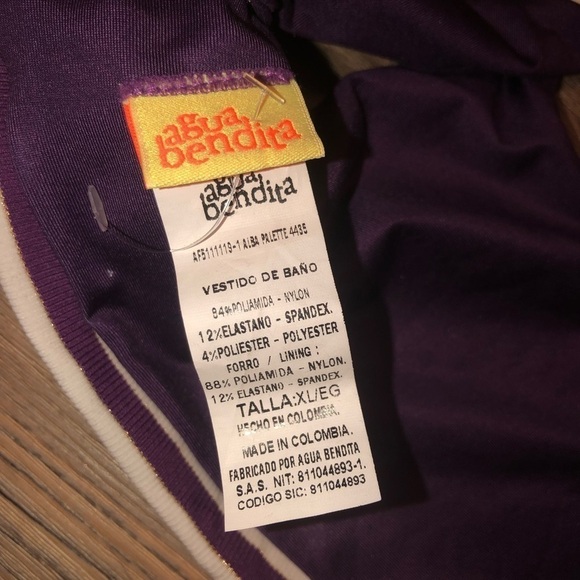 agua
bendita
agua
bendita
AF5111119-1 ALBA PALETTE 4435
VESTIDO DE BAÑO
84%POLIAMIDA - NYLON
12%ELASTANO - SPANDEX.
4%POLIESTER - POLYESTER
FORRO / LINING :
88% POLIAMIDA - NYLON.
12% ELASTANO - SPANDEX.
TALLA:XL/EG
HECHO EN COLOMBIA.
MADE IN COLOMBIA.
FABRICADO POR AGUA BENDITA
S.A.S. NIT: 811044893-1.
CODIGO SIC: 811044893